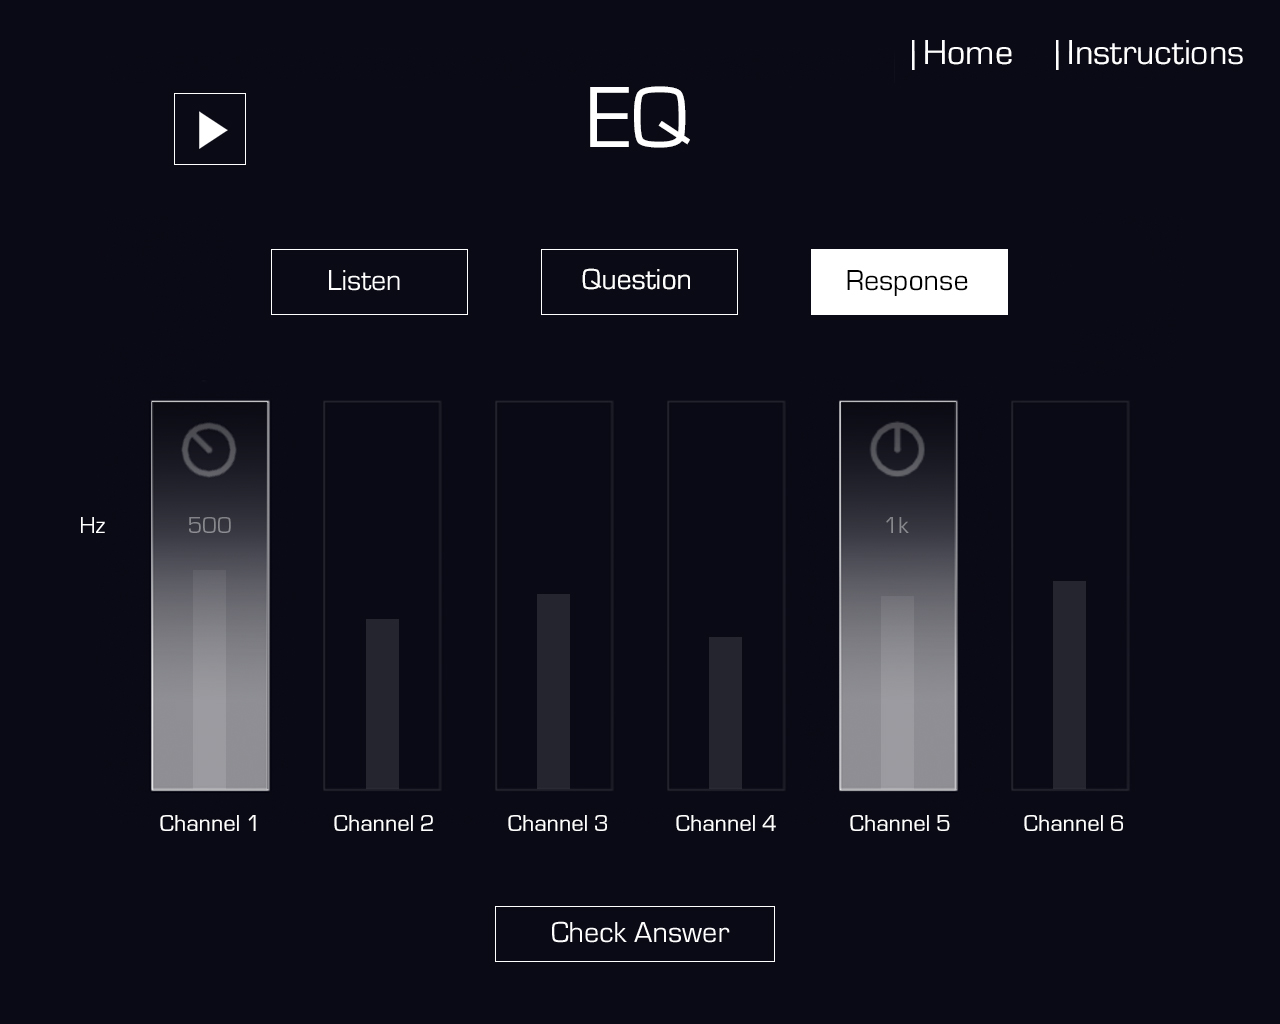 |Home |Instructions
EQ
Listen Question Response
Hz 500 1k
Channel 1 Channel 2 Channel 3 Channel 4 Channel 5 Channel 6
Check Answer